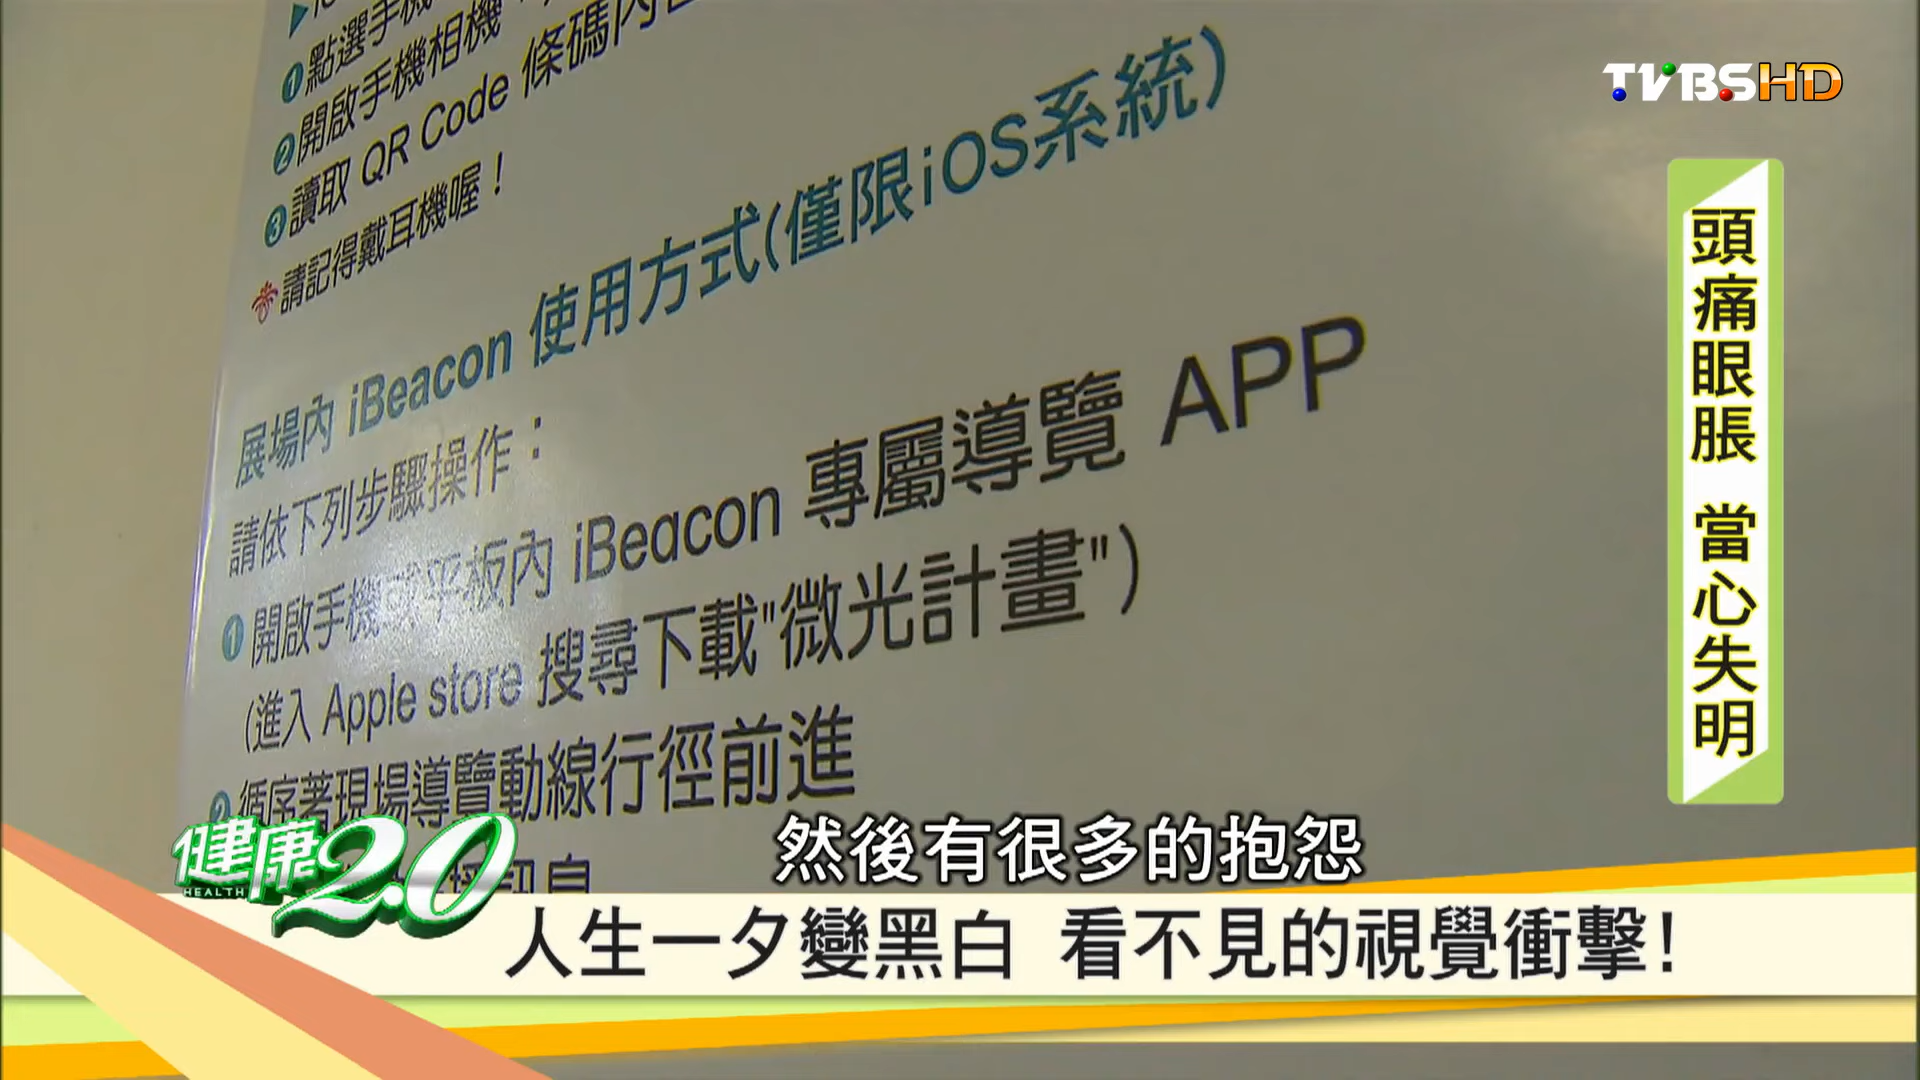 ❶點選手機
❷開啟手機相機
❸讀取 QR Code 條碼內
請記得戴耳機喔！
展場內 iBeacon 使用方式(僅限iOS系統)
請依下列步驟操作：
❶開啟手機或平板內 iBeacon 專屬導覽 APP
(進入 Apple store 搜尋下載"微光計畫")
❷循序著現場導覽動線行徑前進
TVBS HD
頭痛眼脹 當心失明
然後有很多的抱怨
健康2.0
HEALTH
人生一夕變黑白 看不見的視覺衝擊!